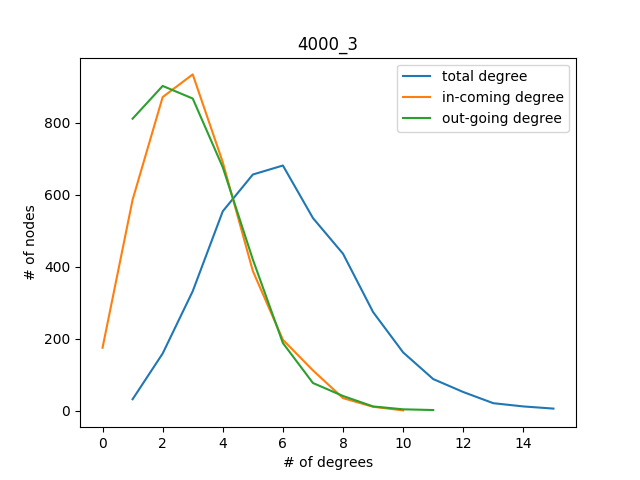 4000_3
total degree
in-coming degree
out-going degree
# of nodes
800
600
400
200
0
0 2 4 6 8 10 12 14
# of degrees